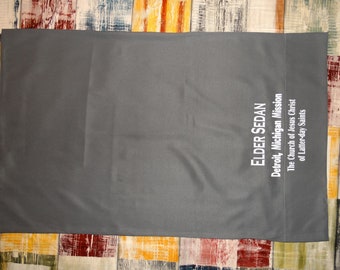 ELDER SEDAN
Detroit, Michigan Mission
The Church of Jesus Christ
of Latter-day Saints